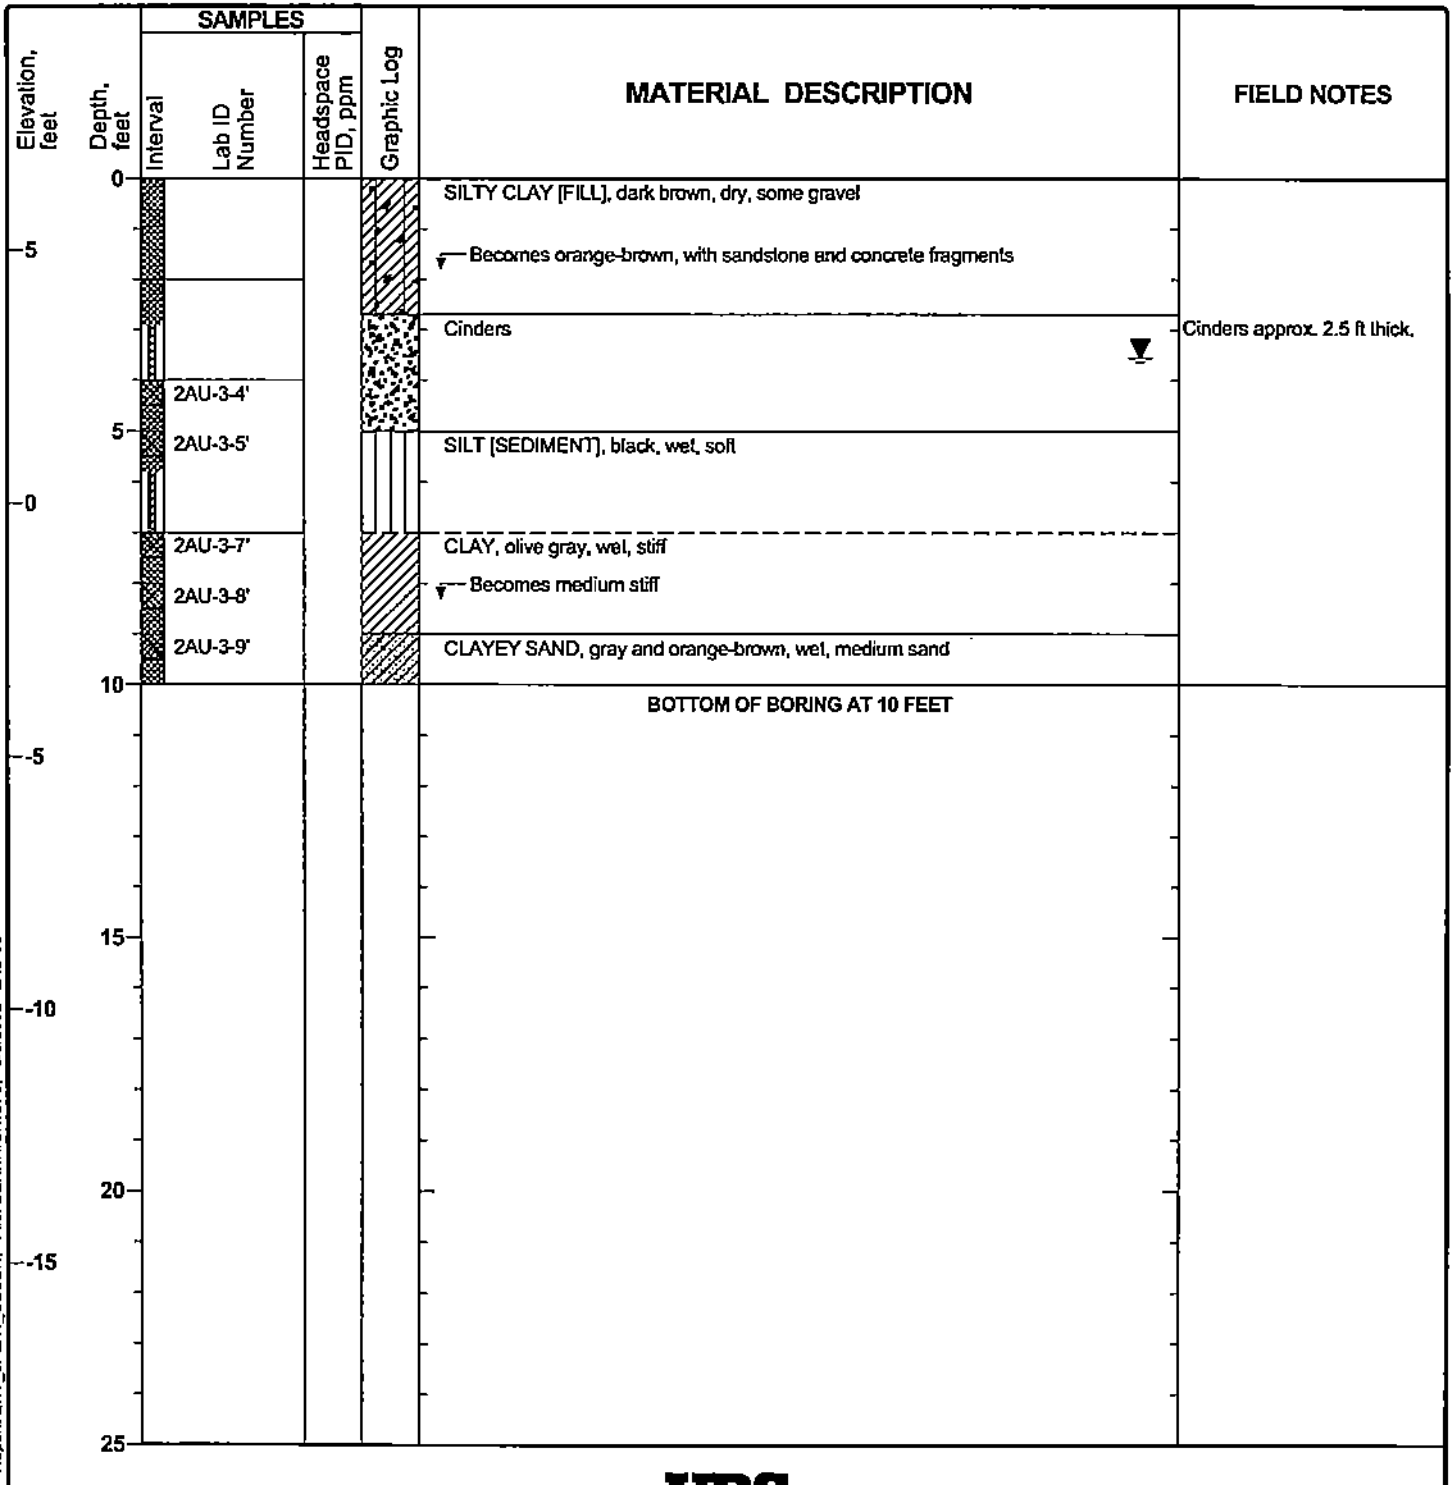 SAMPLES
Elevation, feet
Depth, feet
Interval
Lab ID Number
Headspace PID, ppm
Graphic Log
MATERIAL DESCRIPTION
FIELD NOTES
0
SILTY CLAY [FILL], dark brown, dry, some gravel
5
Becomes orange-brown, with sandstone and concrete fragments
Cinders
Cinders approx. 2.5 ft thick.
2AU-3-4'
5
2AU-3-5'
SILT [SEDIMENT], black, wet, soft
0
2AU-3-7'
CLAY, olive gray, wet, stiff
Becomes medium stiff
2AU-3-8'
2AU-3-9'
CLAYEY SAND, gray and orange-brown, wet, medium sand
10
BOTTOM OF BORING AT 10 FEET
-5
15
-10
20
-15
25